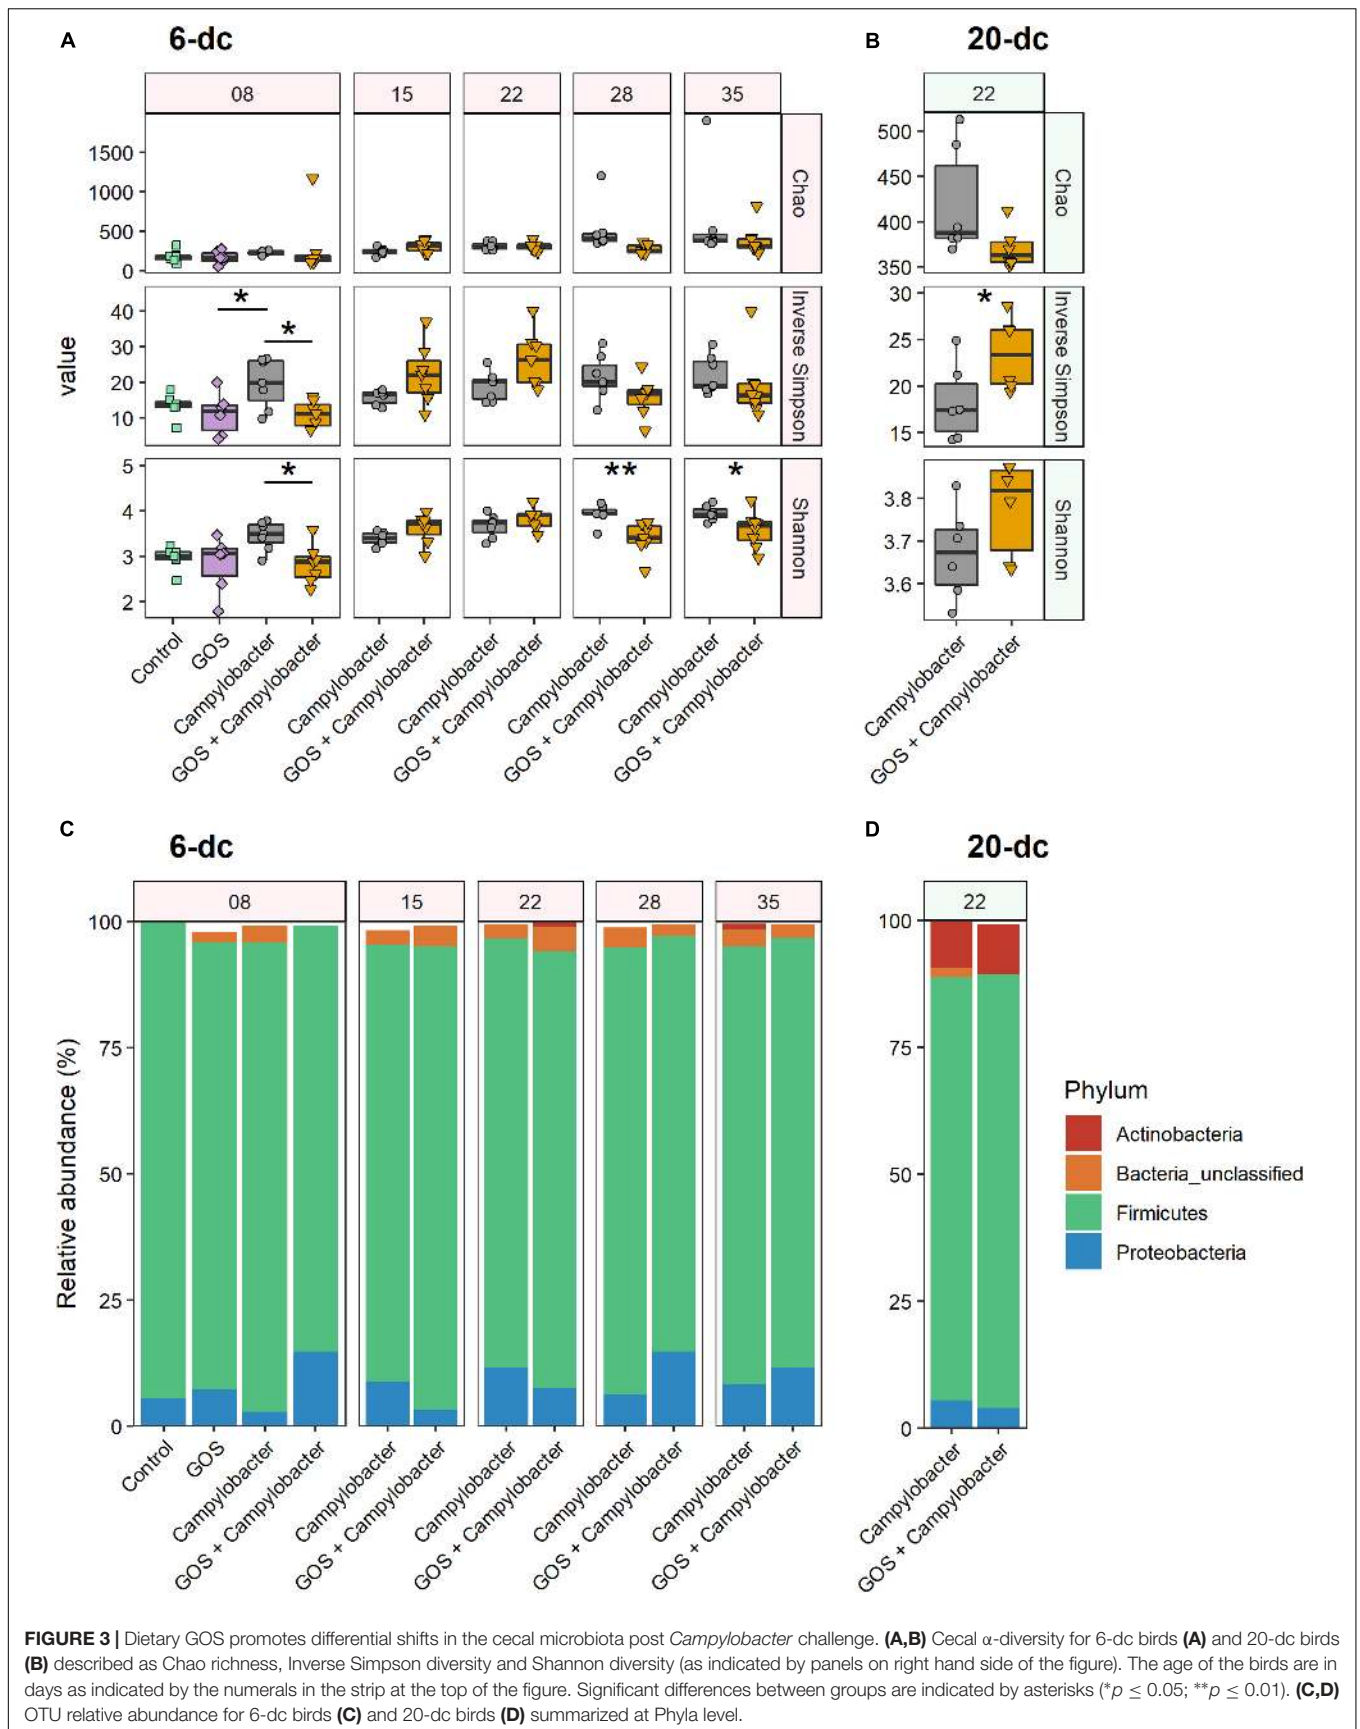 A 6-dc
B 20-dc
08 15 22 28 35
22
1500
1000
500
0
Chao
500
450
400
350
Chao
value
40
30
20
10
* *
Inverse Simpson
30
25
20
15
*
Inverse Simpson
5
4
3
2
* ** *
Shannon
3.8
3.7
3.6
Shannon
Control
GOS
Campylobacter
GOS + Campylobacter
Campylobacter
GOS + Campylobacter
Campylobacter
GOS + Campylobacter
Campylobacter
GOS + Campylobacter
Campylobacter
GOS + Campylobacter
Campylobacter
GOS + Campylobacter
C 6-dc
D 20-dc
08 15 22 28 35
22
Relative abundance (%)
100
75
50
25
0
100
75
50
25
0
Control
GOS
Campylobacter
GOS + Campylobacter
Campylobacter
GOS + Campylobacter
Campylobacter
GOS + Campylobacter
Campylobacter
GOS + Campylobacter
Campylobacter
GOS + Campylobacter
Campylobacter
GOS + Campylobacter
Phylum
Actinobacteria
Bacteria_unclassified
Firmicutes
Proteobacteria
FIGURE 3 | Dietary GOS promotes differential shifts in the cecal microbiota post Campylobacter challenge. (A,B) Cecal α-diversity for 6-dc birds (A) and 20-dc birds
(B) described as Chao richness, Inverse Simpson diversity and Shannon diversity (as indicated by panels on right hand side of the figure). The age of the birds are in
days as indicated by the numerals in the strip at the top of the figure. Significant differences between groups are indicated by asterisks (*p ≤ 0.05; **p ≤ 0.01). (C,D)
OTU relative abundance for 6-dc birds (C) and 20-dc birds (D) summarized at Phyla level.